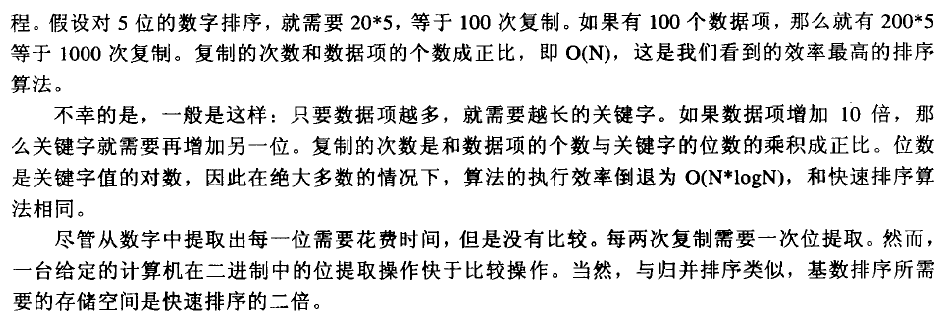 程。假设对 5 位的数字排序，就需要 20*5，等于 100 次复制。如果有 100 个数据项，那么就有 200*5
等于 1000 次复制。复制的次数和数据项的个数成正比，即 O(N)，这是我们看到的效率最高的排序
算法。
不幸的是，一般是这样：只要数据项越多，就需要越长的关键字。如果数据项增加 10 倍，那
么关键字就需要再增加另一位。复制的次数是和数据项的个数与关键字的位数的乘积成正比。位数
是关键字值的对数，因此在绝大多数的情况下，算法的执行效率倒退为 O(N*logN)，和快速排序算
法相同。
尽管从数字中提取出每一位需要花费时间，但是没有比较。每两次复制需要一次位提取。然而，
一台给定的计算机在二进制中的位提取操作快于比较操作。当然，与归并排序类似，基数排序所需
要的存储空间是快速排序的二倍。